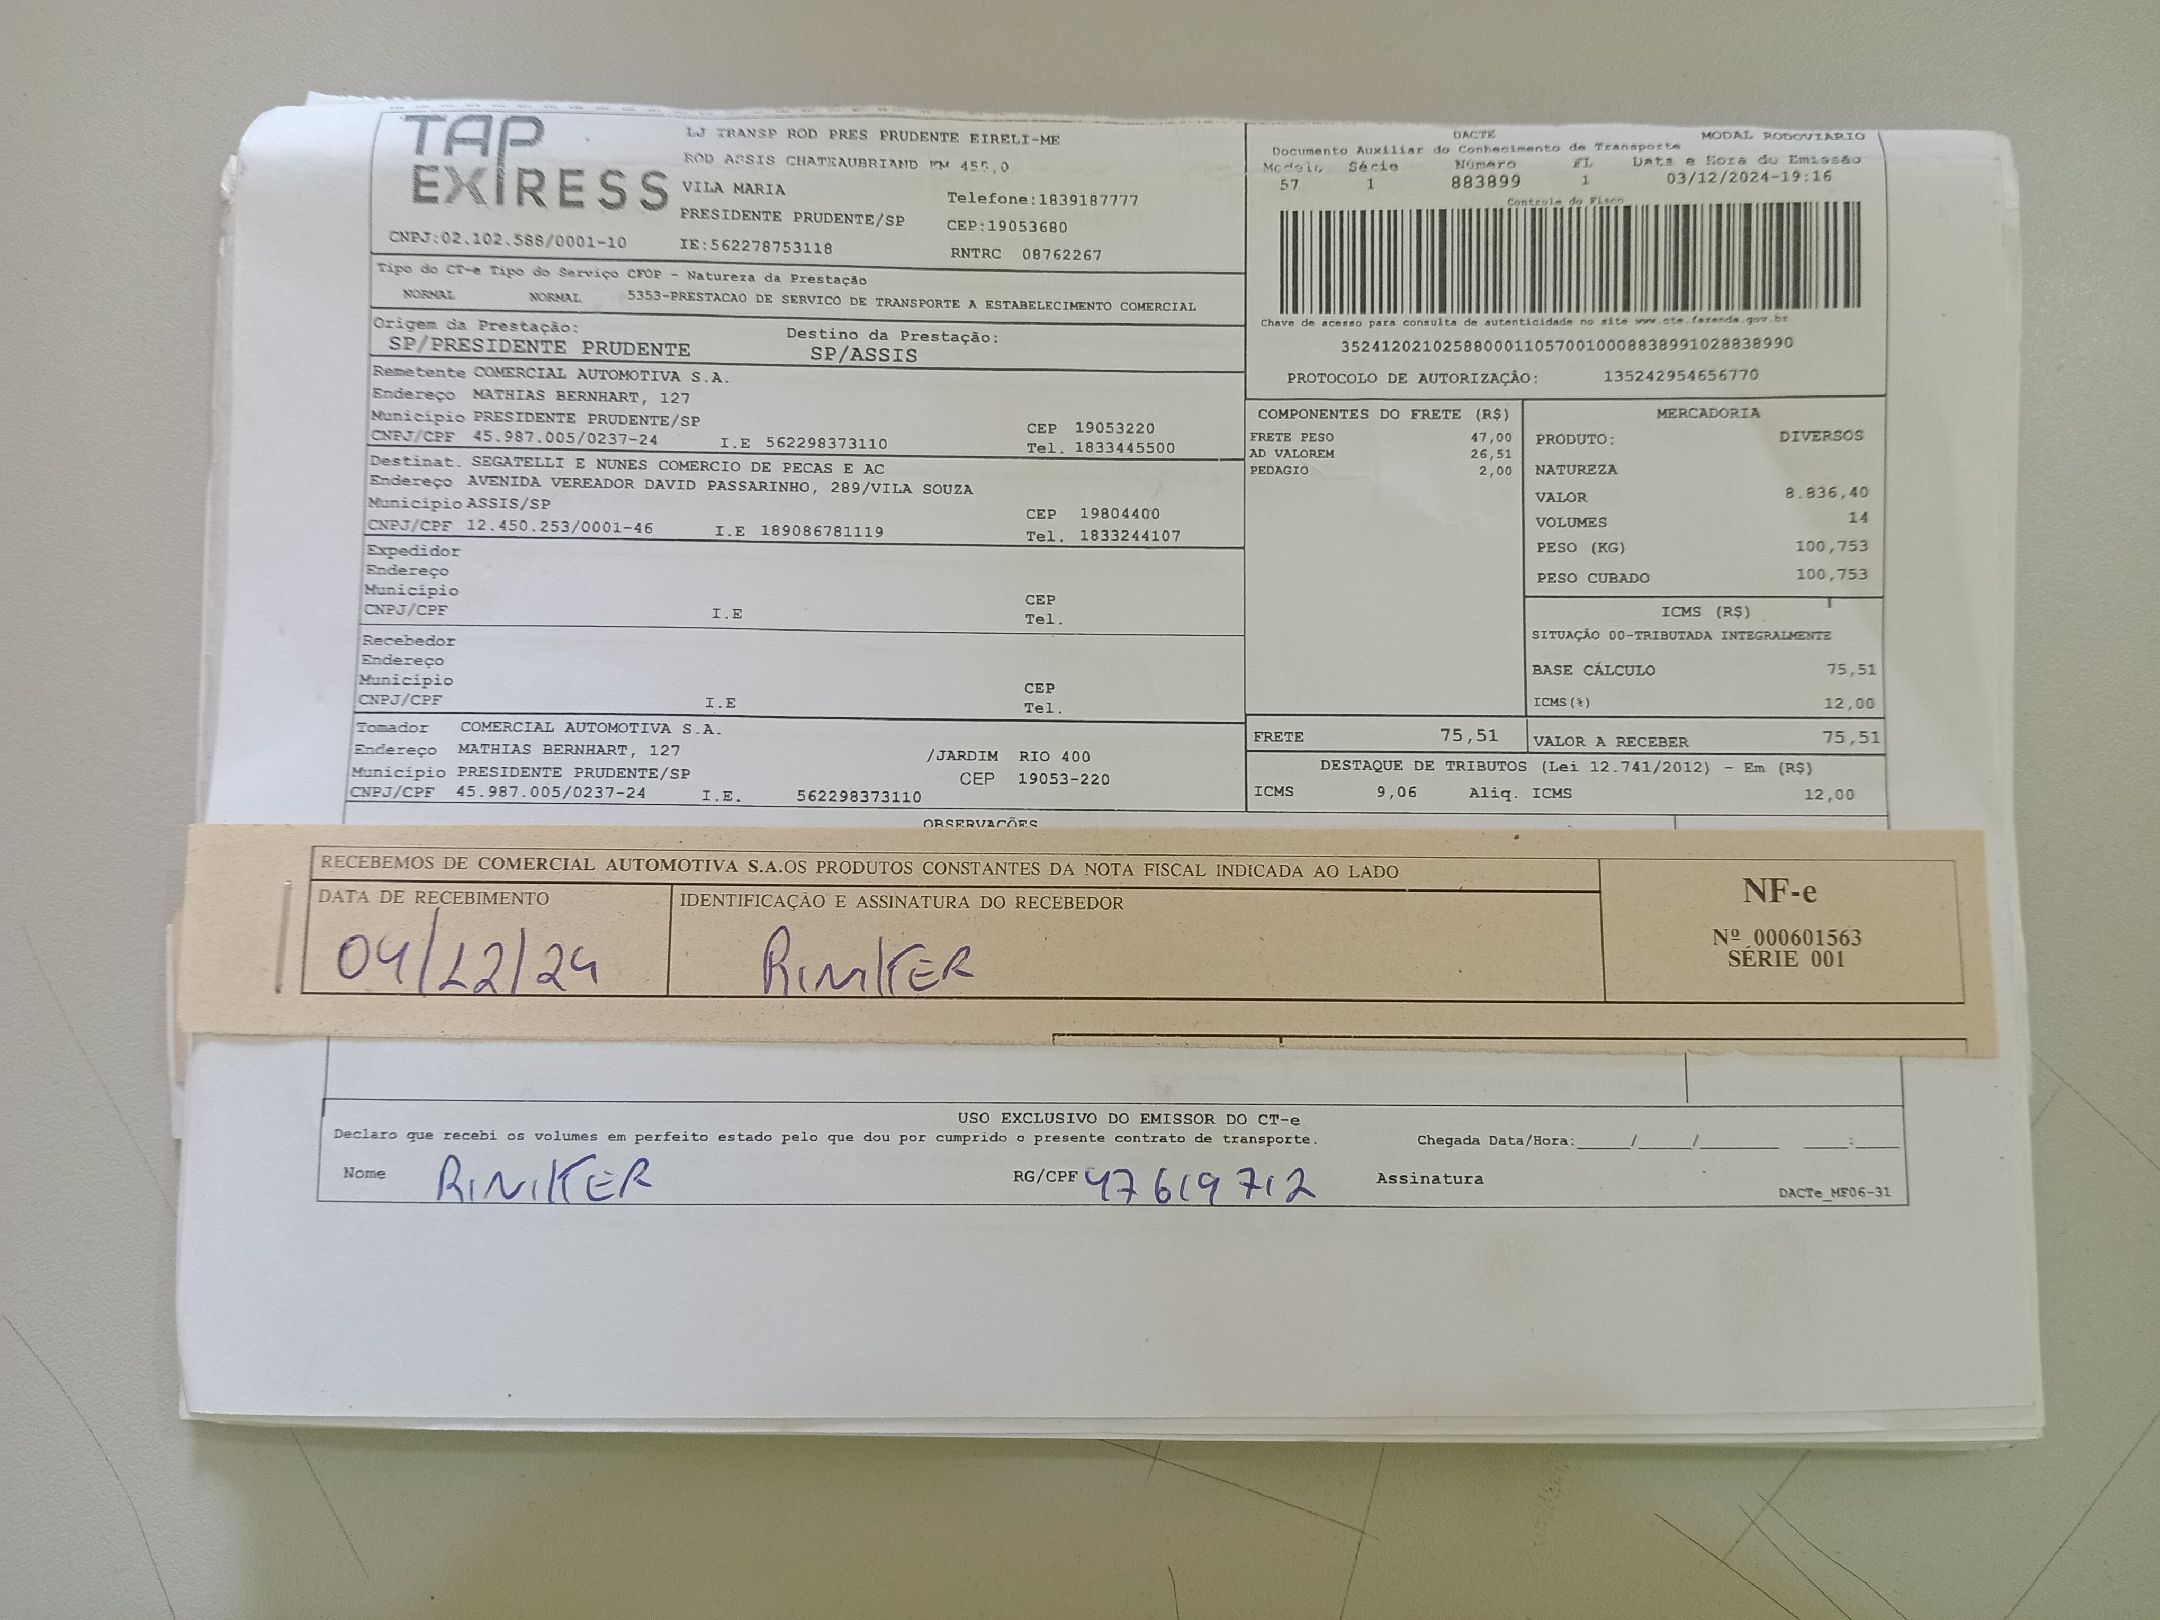 TAP
EXIRESS
CNPJ:02.102.588/0001-10
LJ TRANSP ROD PRES PRUDENTE EIRELI-ME
ROD ASSIS CHATEAUBRIAND KM 455,0
VILA MARIA
Telefone:1839187777
PRESIDENTE PRUDENTE/SP
CEP:19053680
IE:562278753118
RNTRC 08762267
DACTE
MODAL RODOVIARIO
Documento Auxiliar do Conhecimento de Transporte
Modelo Série Número FL Data e Hora de Emissão
57 1 883899 1 03/12/2024-19:16
Controle do Fisco
Chave de acesso para consulta de autenticidade no site www.cte.fazenda.gov.br
35241202102588000110570010008838991028838990
PROTOCOLO DE AUTORIZAÇÃO: 135242954656770
Tipo do CT-e Tipo do Serviço CFOP - Natureza da Prestação
NORMAL NORMAL 5353-PRESTACAO DE SERVICO DE TRANSPORTE A ESTABELECIMENTO COMERCIAL
Origem da Prestação: Destino da Prestação:
SP/PRESIDENTE PRUDENTE SP/ASSIS
Remetente COMERCIAL AUTOMOTIVA S.A.
Endereço MATHIAS BERNHART, 127
Município PRESIDENTE PRUDENTE/SP CEP 19053220
CNPJ/CPF 45.987.005/0237-24 I.E 562298373110 Tel. 1833445500
Destinat. SEGATELLI E NUNES COMERCIO DE PECAS E AC
Endereço AVENIDA VEREADOR DAVID PASSARINHO, 289/VILA SOUZA
Município ASSIS/SP CEP 19804400
CNPJ/CPF 12.450.253/0001-46 I.E 189086781119 Tel. 1833244107
Expedidor
Endereço
Município CEP
CNPJ/CPF I.E Tel.
Recebedor
Endereço
Município CEP
CNPJ/CPF I.E Tel.
Tomador COMERCIAL AUTOMOTIVA S.A.
Endereço MATHIAS BERNHART, 127 /JARDIM RIO 400
Município PRESIDENTE PRUDENTE/SP CEP 19053-220
CNPJ/CPF 45.987.005/0237-24 I.E. 562298373110
COMPONENTES DO FRETE (R$)
FRETE PESO 47,00
AD VALOREM 26,51
PEDAGIO 2,00
MERCADORIA
PRODUTO: DIVERSOS
NATUREZA
VALOR 8.836,40
VOLUMES 14
PESO (KG) 100,753
PESO CUBADO 100,753
ICMS (R$)
SITUAÇÃO 00-TRIBUTADA INTEGRALMENTE
BASE CÁLCULO 75,51
ICMS(%) 12,00
FRETE 75,51 VALOR A RECEBER 75,51
DESTAQUE DE TRIBUTOS (Lei 12.741/2012) - Em (R$)
ICMS 9,06 Aliq. ICMS 12,00
OBSERVAÇÕES
RECEBEMOS DE COMERCIAL AUTOMOTIVA S.A.OS PRODUTOS CONSTANTES DA NOTA FISCAL INDICADA AO LADO
DATA DE RECEBIMENTO IDENTIFICAÇÃO E ASSINATURA DO RECEBEDOR
04/12/24 RINIKER
NF-e
Nº 000601563
SÉRIE 001
USO EXCLUSIVO DO EMISSOR DO CT-e
Declaro que recebi os volumes em perfeito estado pelo que dou por cumprido o presente contrato de transporte. Chegada Data/Hora:_____/_____/_______ ____:____
Nome RINIKER RG/CPF 47619712 Assinatura
DACTe_MF06-31